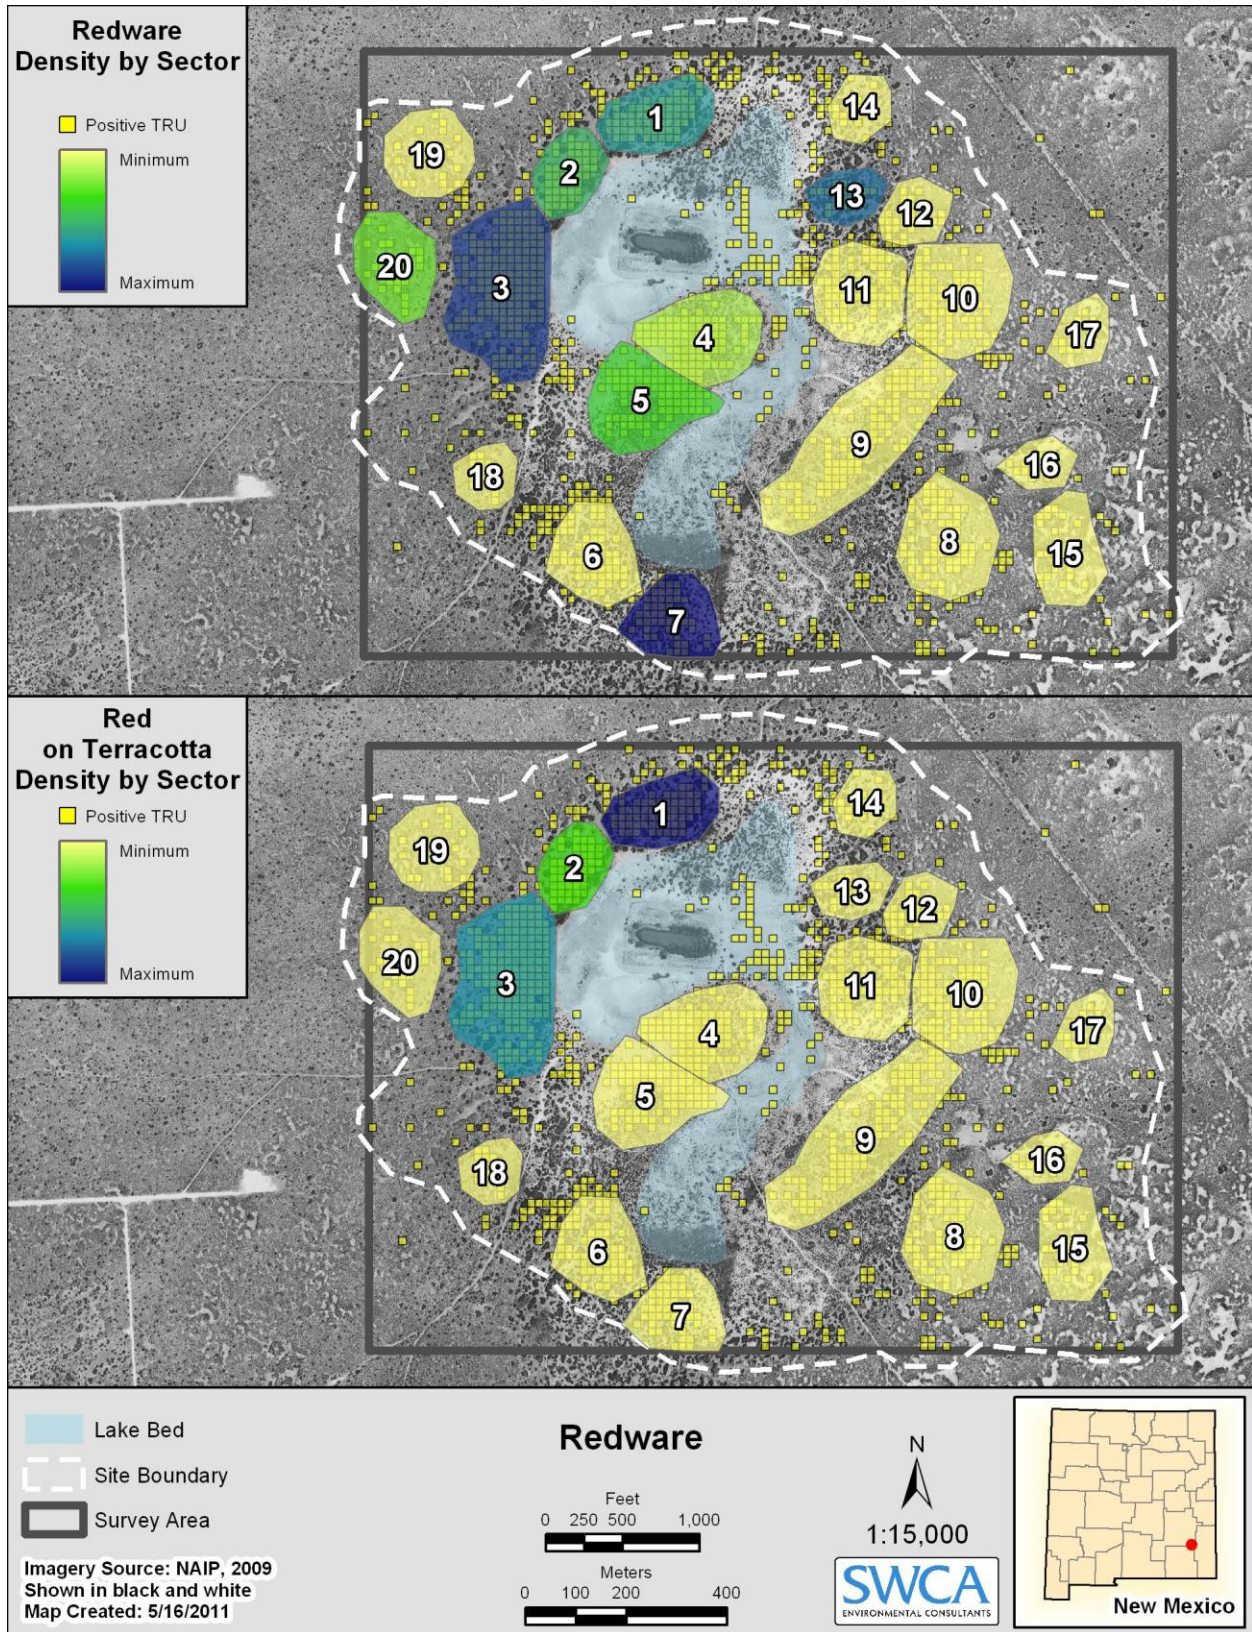 Redware
Density by Sector
Positive TRU
Minimum
Maximum
1
14
2
19
13
12
20
3
11
10
4
17
5
9
16
18
8
6
15
7
Red
on Terracotta
Density by Sector
Positive TRU
Minimum
Maximum
1
14
19
2
13
12
20
3
11
10
4
17
5
9
16
18
8
6
15
7
Lake Bed
Site Boundary
Survey Area
Imagery Source: NAIP, 2009
Shown in black and white
Map Created: 5/16/2011
Redware
Feet
0 250 500 1,000
Meters
0 100 200 400
N
1:15,000
SWCA
ENVIRONMENTAL CONSULTANTS
New Mexico